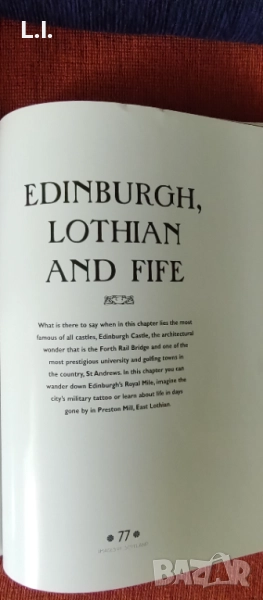 L.I.
EDINBURGH,
LOTHIAN
AND FIFE
What is there to say when in this chapter lies the most
famous of all castles, Edinburgh Castle, the architectural
wonder that is the Forth Rail Bridge and one of the
most prestigious university and golfing towns in
the country, St Andrews. In this chapter you can
wander down Edinburgh's Royal Mile, imagine the
city's military tattoo or learn about life in days
gone by in Preston Mill, East Lothian.
77
bazar.bg